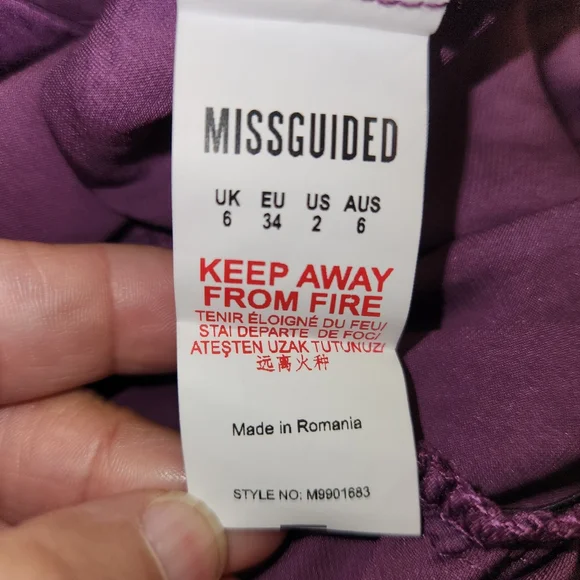 MISSGUIDED
UK EU US AUS
6 34 2 6
KEEP AWAY
FROM FIRE
TENIR ÉLOIGNÉ DU FEU/
STAI DEPARTE DE FOC/
ATEŞTEN UZAK TUTUNUZ/
远离火种
Made in Romania
STYLE NO: M9901683